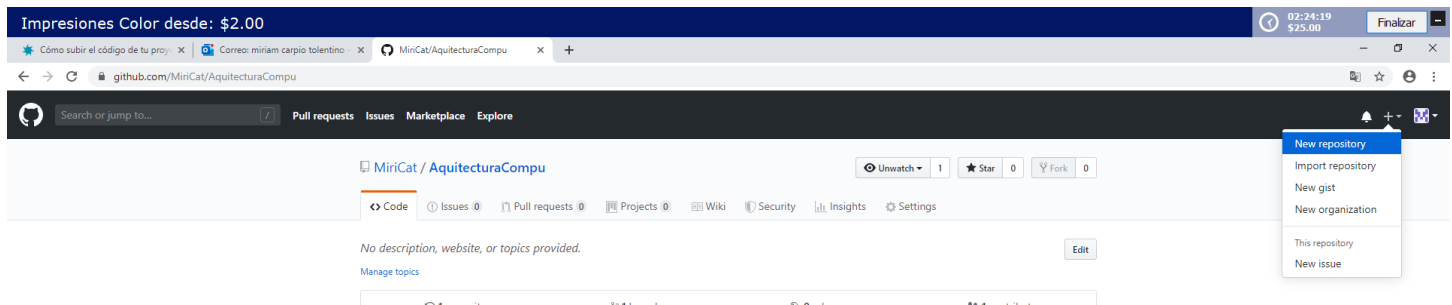 Impresiones Color desde: $2.00
02:24:19
$25.00
Finalizar
Cómo subir el código de tu proy
Correo: miriam carpio tolentino -
MiriCat/AquitecturaCompu
github.com/MiriCat/AquitecturaCompu
Search or jump to...
/
Pull requests Issues Marketplace Explore
New repository
Import repository
New gist
New organization
This repository
New issue
MiriCat / AquitecturaCompu
Unwatch 1
Star 0
Fork 0
Code
Issues 0
Pull requests 0
Projects 0
Wiki
Security
Insights
Settings
No description, website, or topics provided.
Edit
Manage topics